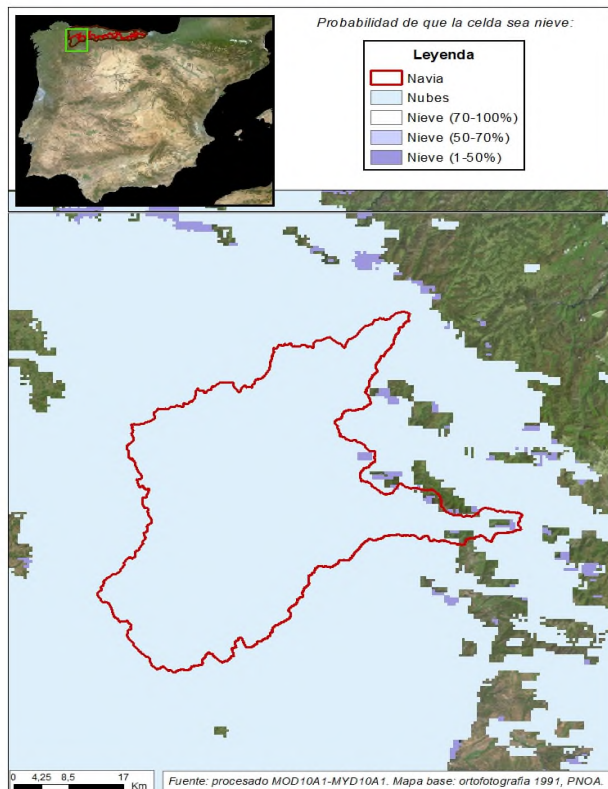 Probabilidad de que la celda sea nieve:
Leyenda
Navia
Nubes
Nieve (70-100%)
Nieve (50-70%)
Nieve (1-50%)
0 4,25 8,5 17
Km
Fuente: procesado MOD10A1-MYD10A1. Mapa base: ortofotografia 1991, PNOA.